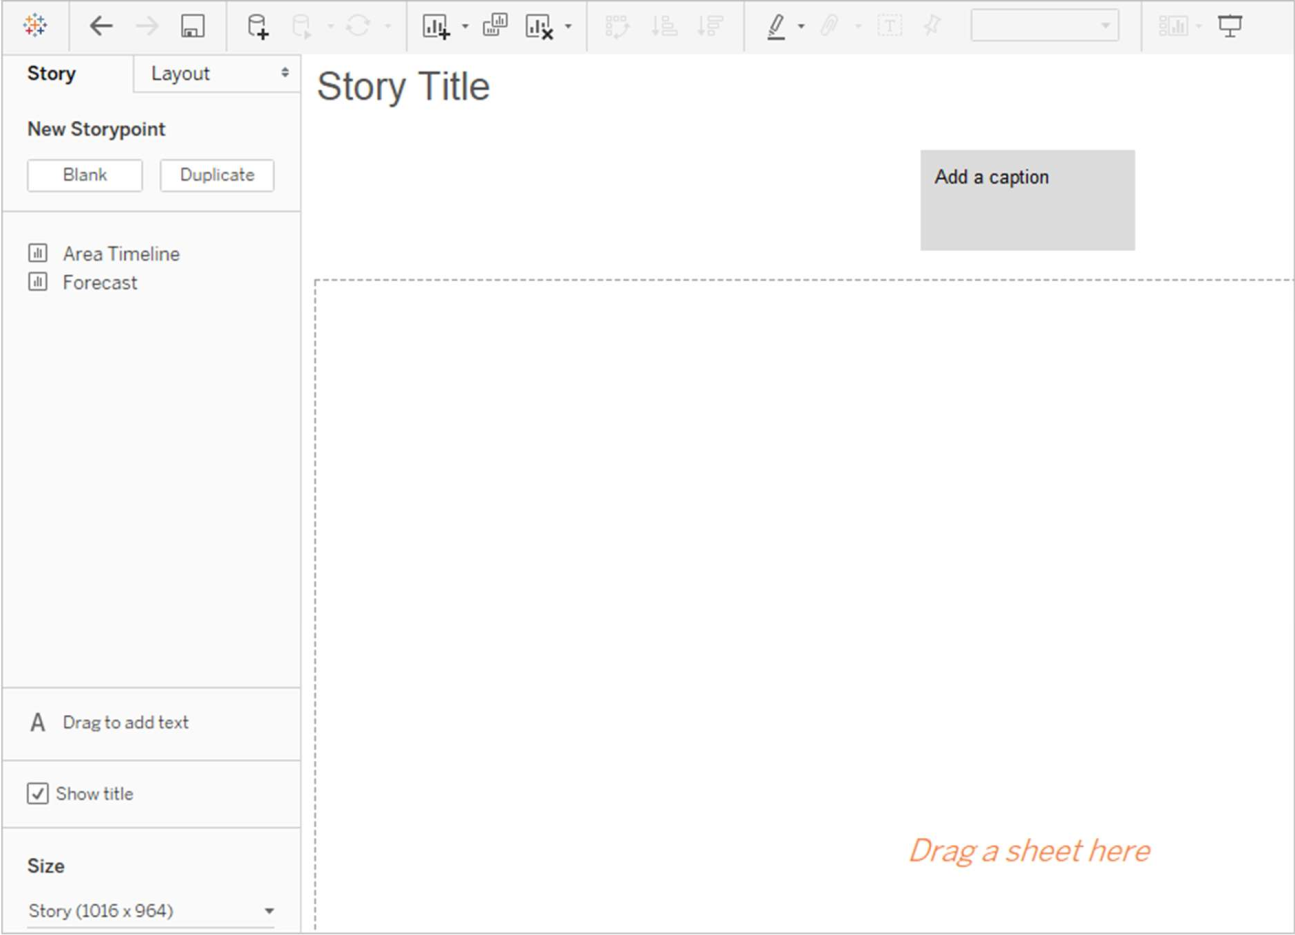 Story
Layout
Story Title
New Storypoint
Blank
Duplicate
Add a caption
Area Timeline
Forecast
A Drag to add text
Show title
Drag a sheet here
Size
Story (1016 x 964)